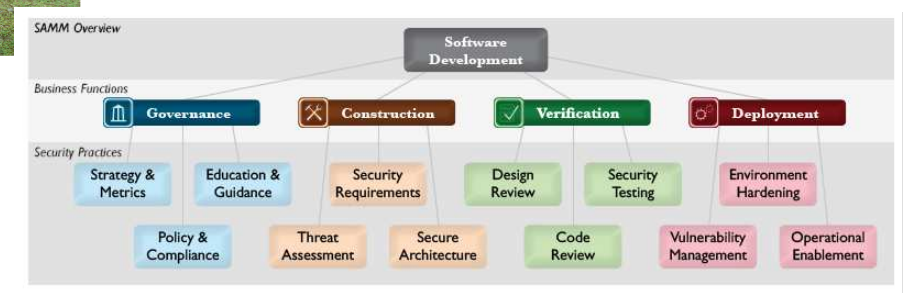 SAMM Overview
Software
Development
Business Functions
Governance
Construction
Verification
Deployment
Security Practices
Strategy &
Metrics
Education &
Guidance
Security
Requirements
Design
Review
Security
Testing
Environment
Hardening
Policy &
Compliance
Threat
Assessment
Secure
Architecture
Code
Review
Vulnerability
Management
Operational
Enablement